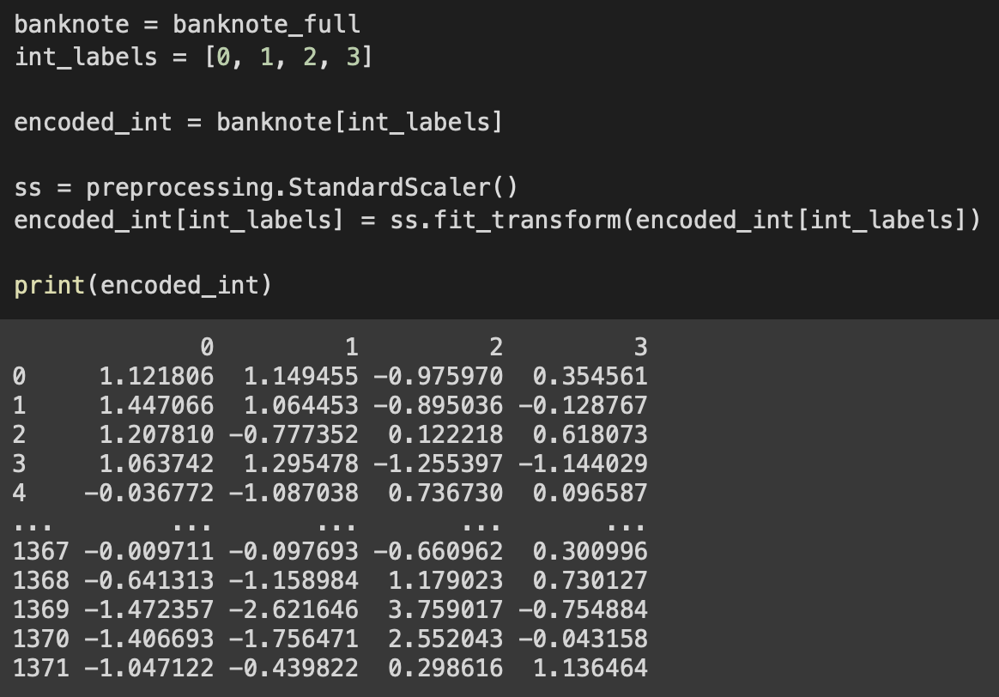 banknote = banknote_full
int_labels = [0, 1, 2, 3]
encoded_int = banknote[int_labels]
ss = preprocessing.StandardScaler()
encoded_int[int_labels] = ss.fit_transform(encoded_int[int_labels])
print(encoded_int)
0 1 2 3
0 1.121806 1.149455 -0.975970 0.354561
1 1.447066 1.064453 -0.895036 -0.128767
2 1.207810 -0.777352 0.122218 0.618073
3 1.063742 1.295478 -1.255397 -1.144029
4 -0.036772 -1.087038 0.736730 0.096587
... ... ... ... ...
1367 -0.009711 -0.097693 -0.660962 0.300996
1368 -0.641313 -1.158984 1.179023 0.730127
1369 -1.472357 -2.621646 3.759017 -0.754884
1370 -1.406693 -1.756471 2.552043 -0.043158
1371 -1.047122 -0.439822 0.298616 1.136464